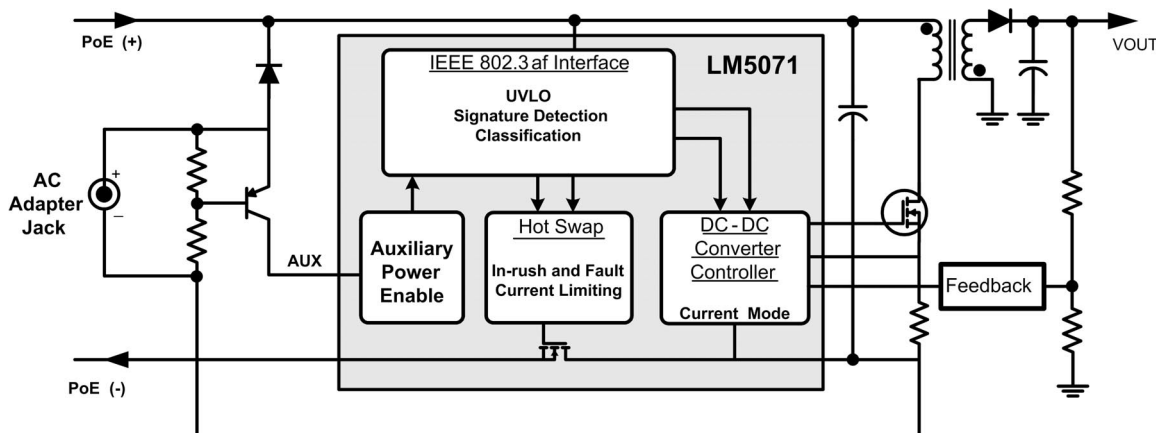 PoE (+)
VOUT
IEEE 802.3af Interface
LM5071
UVLO
Signature Detection
Classification
+
AC
Adapter
Jack
–
AUX
Auxiliary
Power
Enable
Hot Swap
In-rush and Fault
Current Limiting
DC-DC
Converter
Controller
Current Mode
Feedback
PoE (-)